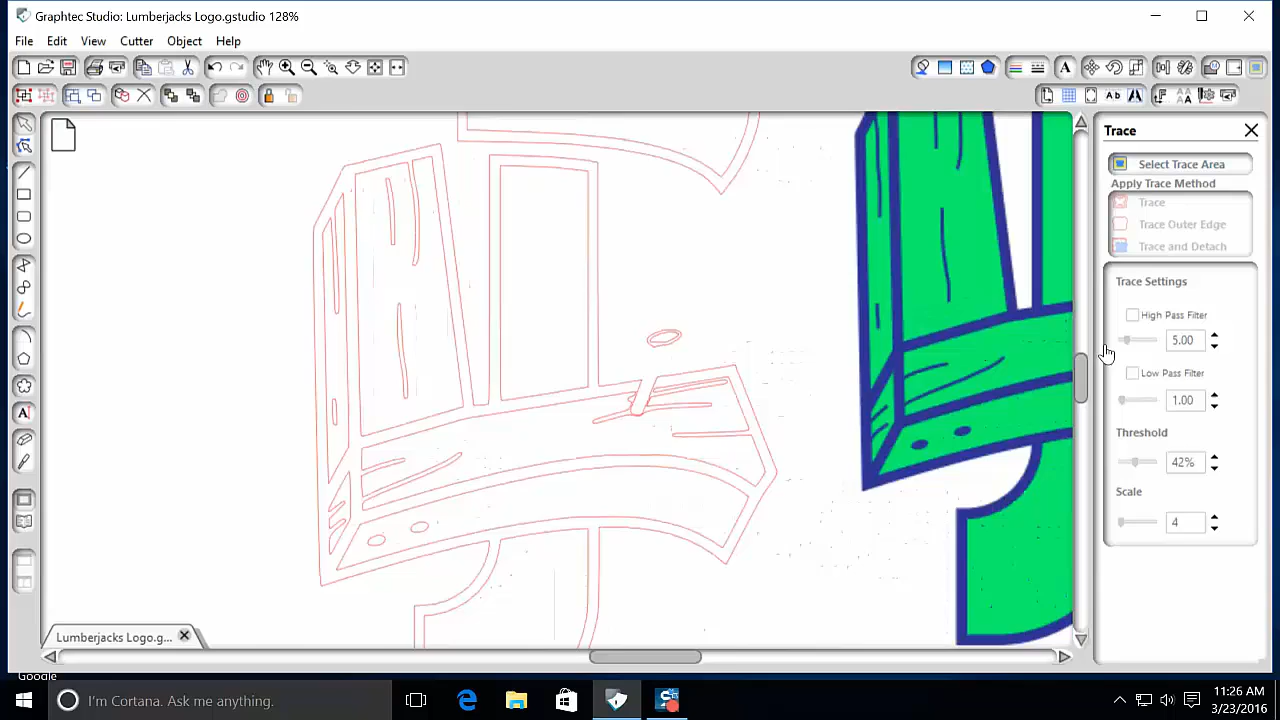 Graphtec Studio: Lumberjacks Logo.gstudio 128%
File Edit View Cutter Object Help
A
Ab
A
Trace
Select Trace Area
Apply Trace Method
Trace
Trace Outer Edge
Trace and Detach
Trace Settings
High Pass Filter
5.00
Low Pass Filter
1.00
Threshold
42%
Scale
4
Lumberjacks Logo.g...
Google
I'm Cortana. Ask me anything.
11:26 AM
3/23/2016